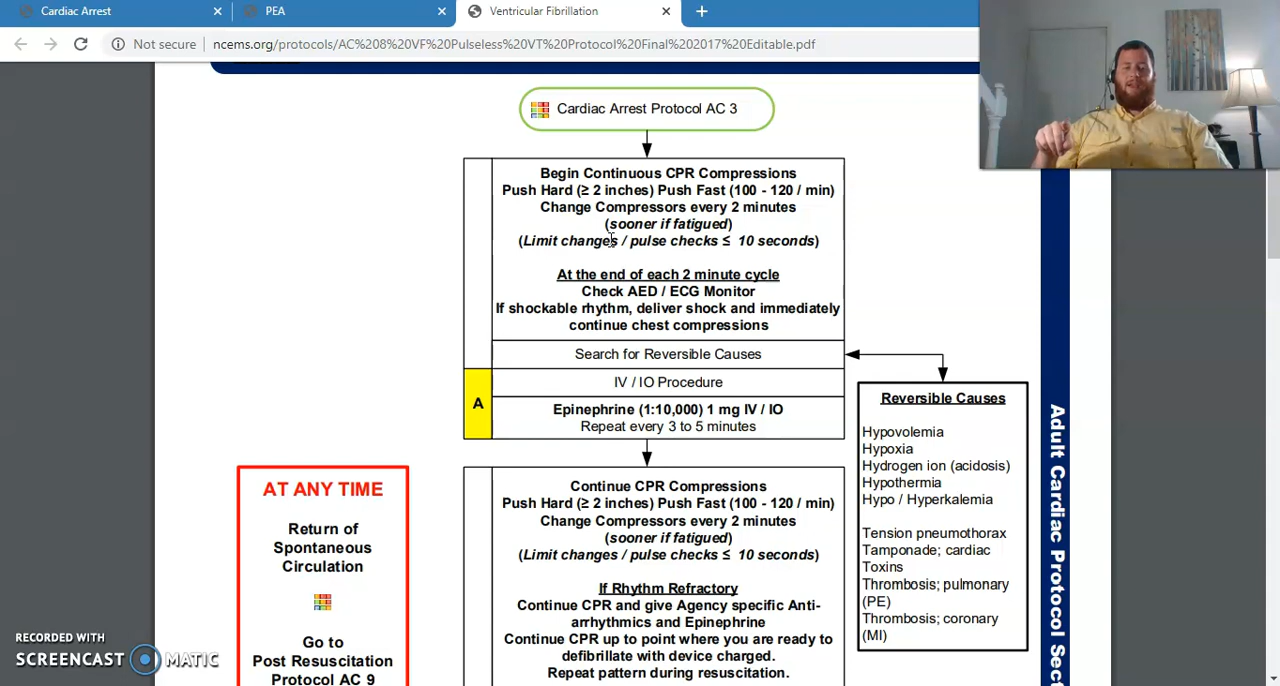 Cardiac Arrest
PEA
Ventricular Fibrillation
Not secure
ncems.org/protocols/AC%208%20VF%20Pulseless%20VT%20Protocol%20Final%202017%20Editable.pdf
Cardiac Arrest Protocol AC 3
Begin Continuous CPR Compressions
Push Hard (≥ 2 inches) Push Fast (100 - 120 / min)
Change Compressors every 2 minutes
(sooner if fatigued)
(Limit changes / pulse checks ≤ 10 seconds)
At the end of each 2 minute cycle
Check AED / ECG Monitor
If shockable rhythm, deliver shock and immediately
continue chest compressions
Search for Reversible Causes
A
IV / IO Procedure
Epinephrine (1:10,000) 1 mg IV / IO
Repeat every 3 to 5 minutes
Reversible Causes
Hypovolemia
Hypoxia
Hydrogen ion (acidosis)
Hypothermia
Hypo / Hyperkalemia
Tension pneumothorax
Tamponade; cardiac
Toxins
Thrombosis; pulmonary
(PE)
Thrombosis; coronary
(MI)
AT ANY TIME
Return of
Spontaneous
Circulation
Go to
Post Resuscitation
Protocol AC 9
Continue CPR Compressions
Push Hard (≥ 2 inches) Push Fast (100 - 120 / min)
Change Compressors every 2 minutes
(sooner if fatigued)
(Limit changes / pulse checks ≤ 10 seconds)
If Rhythm Refractory
Continue CPR and give Agency specific Anti-
arrhythmics and Epinephrine
Continue CPR up to point where you are ready to
defibrillate with device charged.
Repeat pattern during resuscitation.
Adult Cardiac Protocol Sect
RECORDED WITH
SCREENCAST MATIC